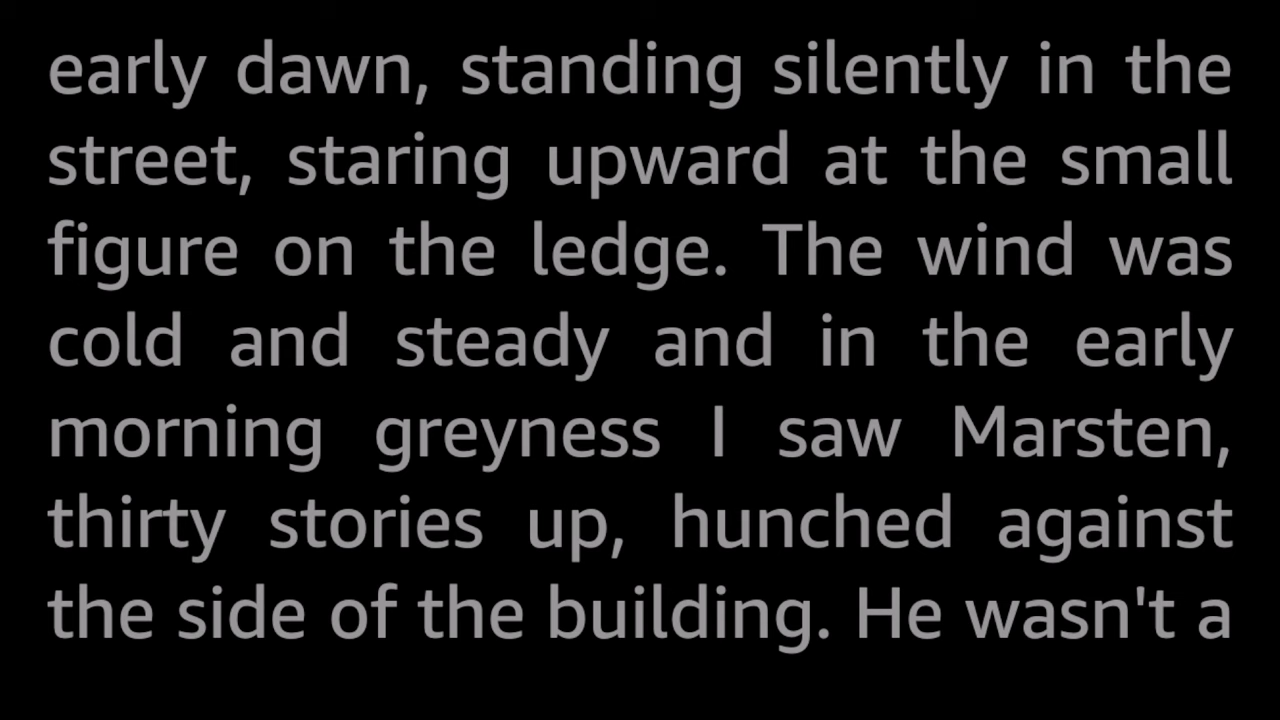 early dawn, standing silently in the
street, staring upward at the small
figure on the ledge. The wind was
cold and steady and in the early
morning greyness I saw Marsten,
thirty stories up, hunched against
the side of the building. He wasn't a